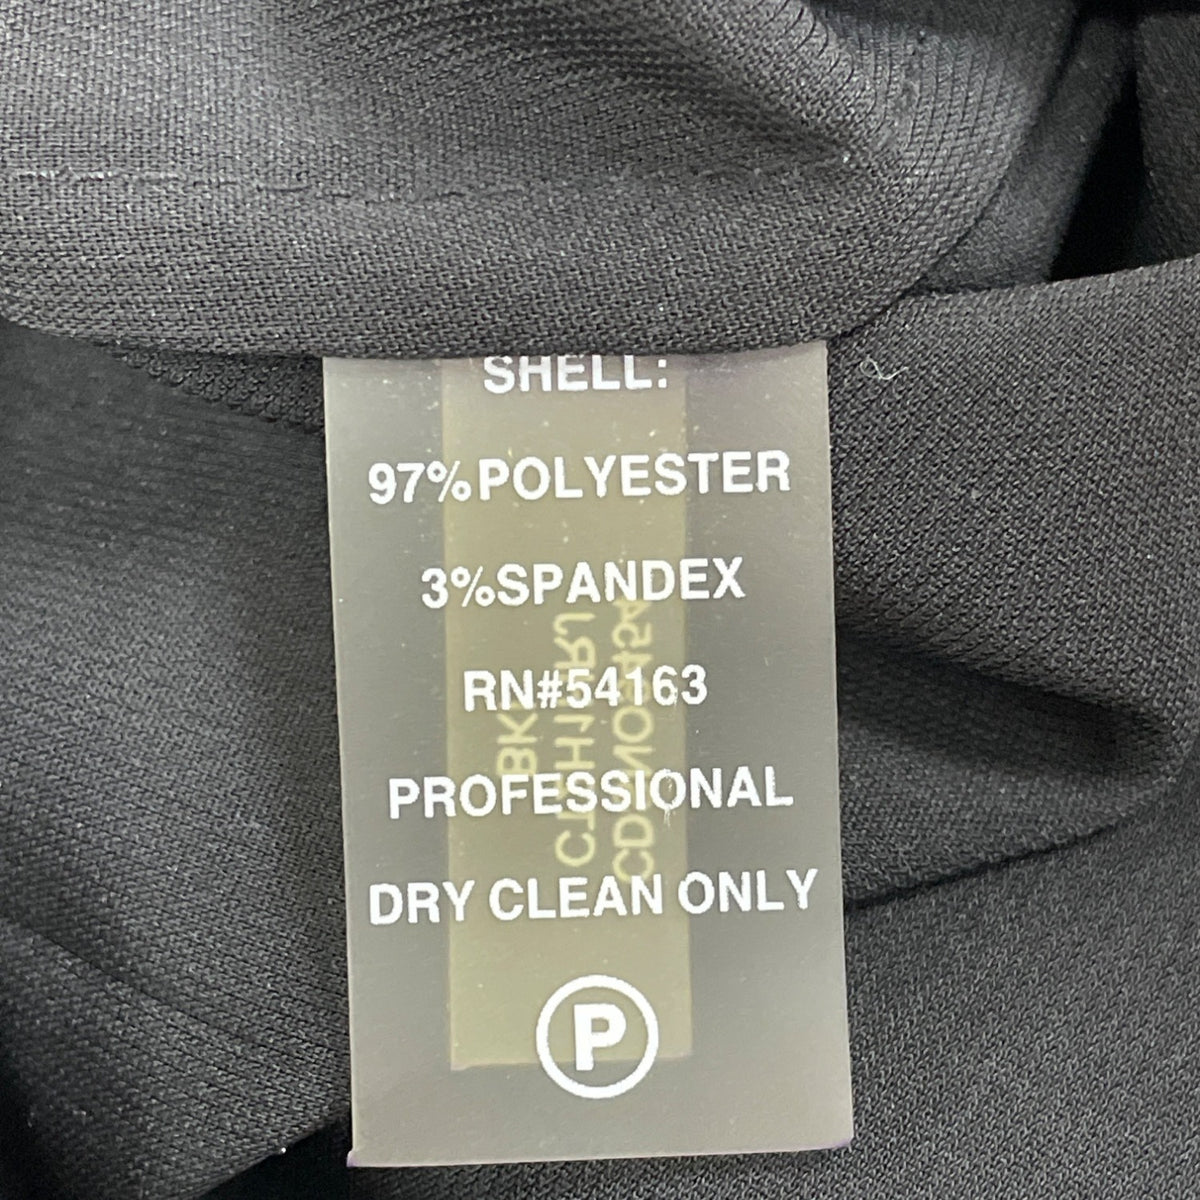 SHELL:
97%POLYESTER
3%SPANDEX
RN#54163
PROFESSIONAL
DRY CLEAN ONLY
P